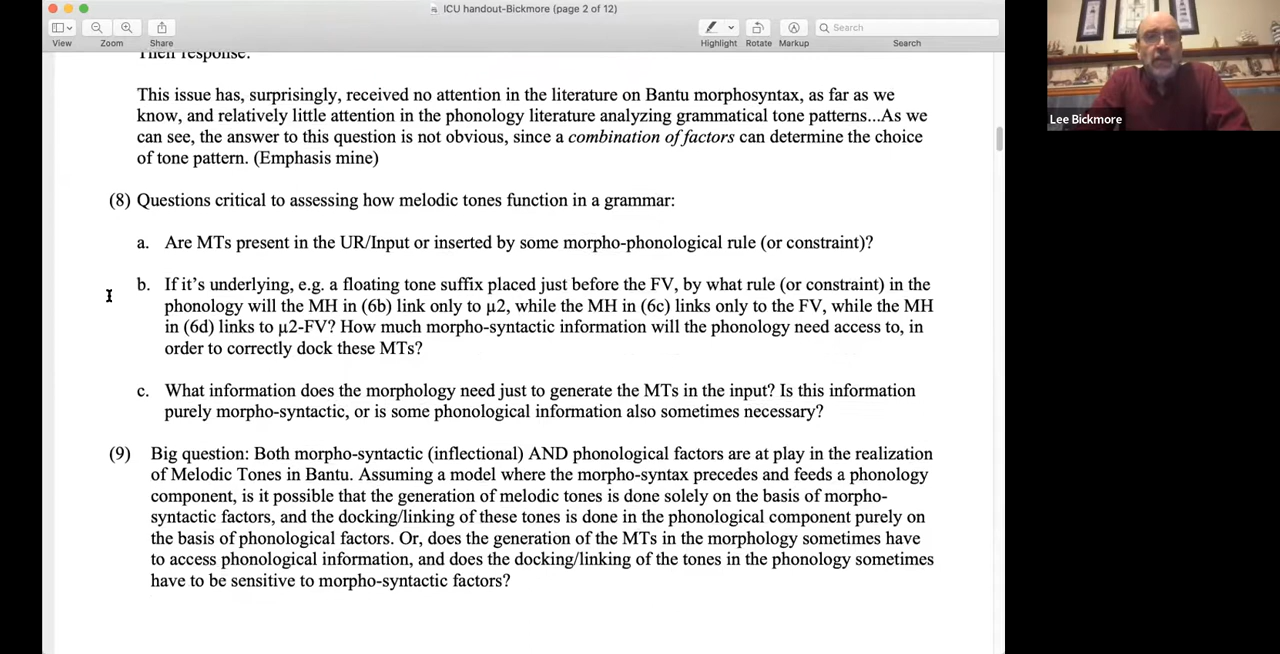 ICU handout-Bickmore (page 2 of 12)
Search
View
Zoom
Share
Highlight
Rotate
Markup
Search
Their response:
This issue has, surprisingly, received no attention in the literature on Bantu morphosyntax, as far as we
know, and relatively little attention in the phonology literature analyzing grammatical tone patterns...As we
can see, the answer to this question is not obvious, since a combination of factors can determine the choice
of tone pattern. (Emphasis mine)
(8) Questions critical to assessing how melodic tones function in a grammar:
a. Are MTs present in the UR/Input or inserted by some morpho-phonological rule (or constraint)?
b. If it's underlying, e.g. a floating tone suffix placed just before the FV, by what rule (or constraint) in the
phonology will the MH in (6b) link only to μ2, while the MH in (6c) links only to the FV, while the MH
in (6d) links to μ2-FV? How much morpho-syntactic information will the phonology need access to, in
order to correctly dock these MTs?
c. What information does the morphology need just to generate the MTs in the input? Is this information
purely morpho-syntactic, or is some phonological information also sometimes necessary?
(9) Big question: Both morpho-syntactic (inflectional) AND phonological factors are at play in the realization
of Melodic Tones in Bantu. Assuming a model where the morpho-syntax precedes and feeds a phonology
component, is it possible that the generation of melodic tones is done solely on the basis of morpho-
syntactic factors, and the docking/linking of these tones is done in the phonological component purely on
the basis of phonological factors. Or, does the generation of the MTs in the morphology sometimes have
to access phonological information, and does the docking/linking of the tones in the phonology sometimes
have to be sensitive to morpho-syntactic factors?
Lee Bickmore